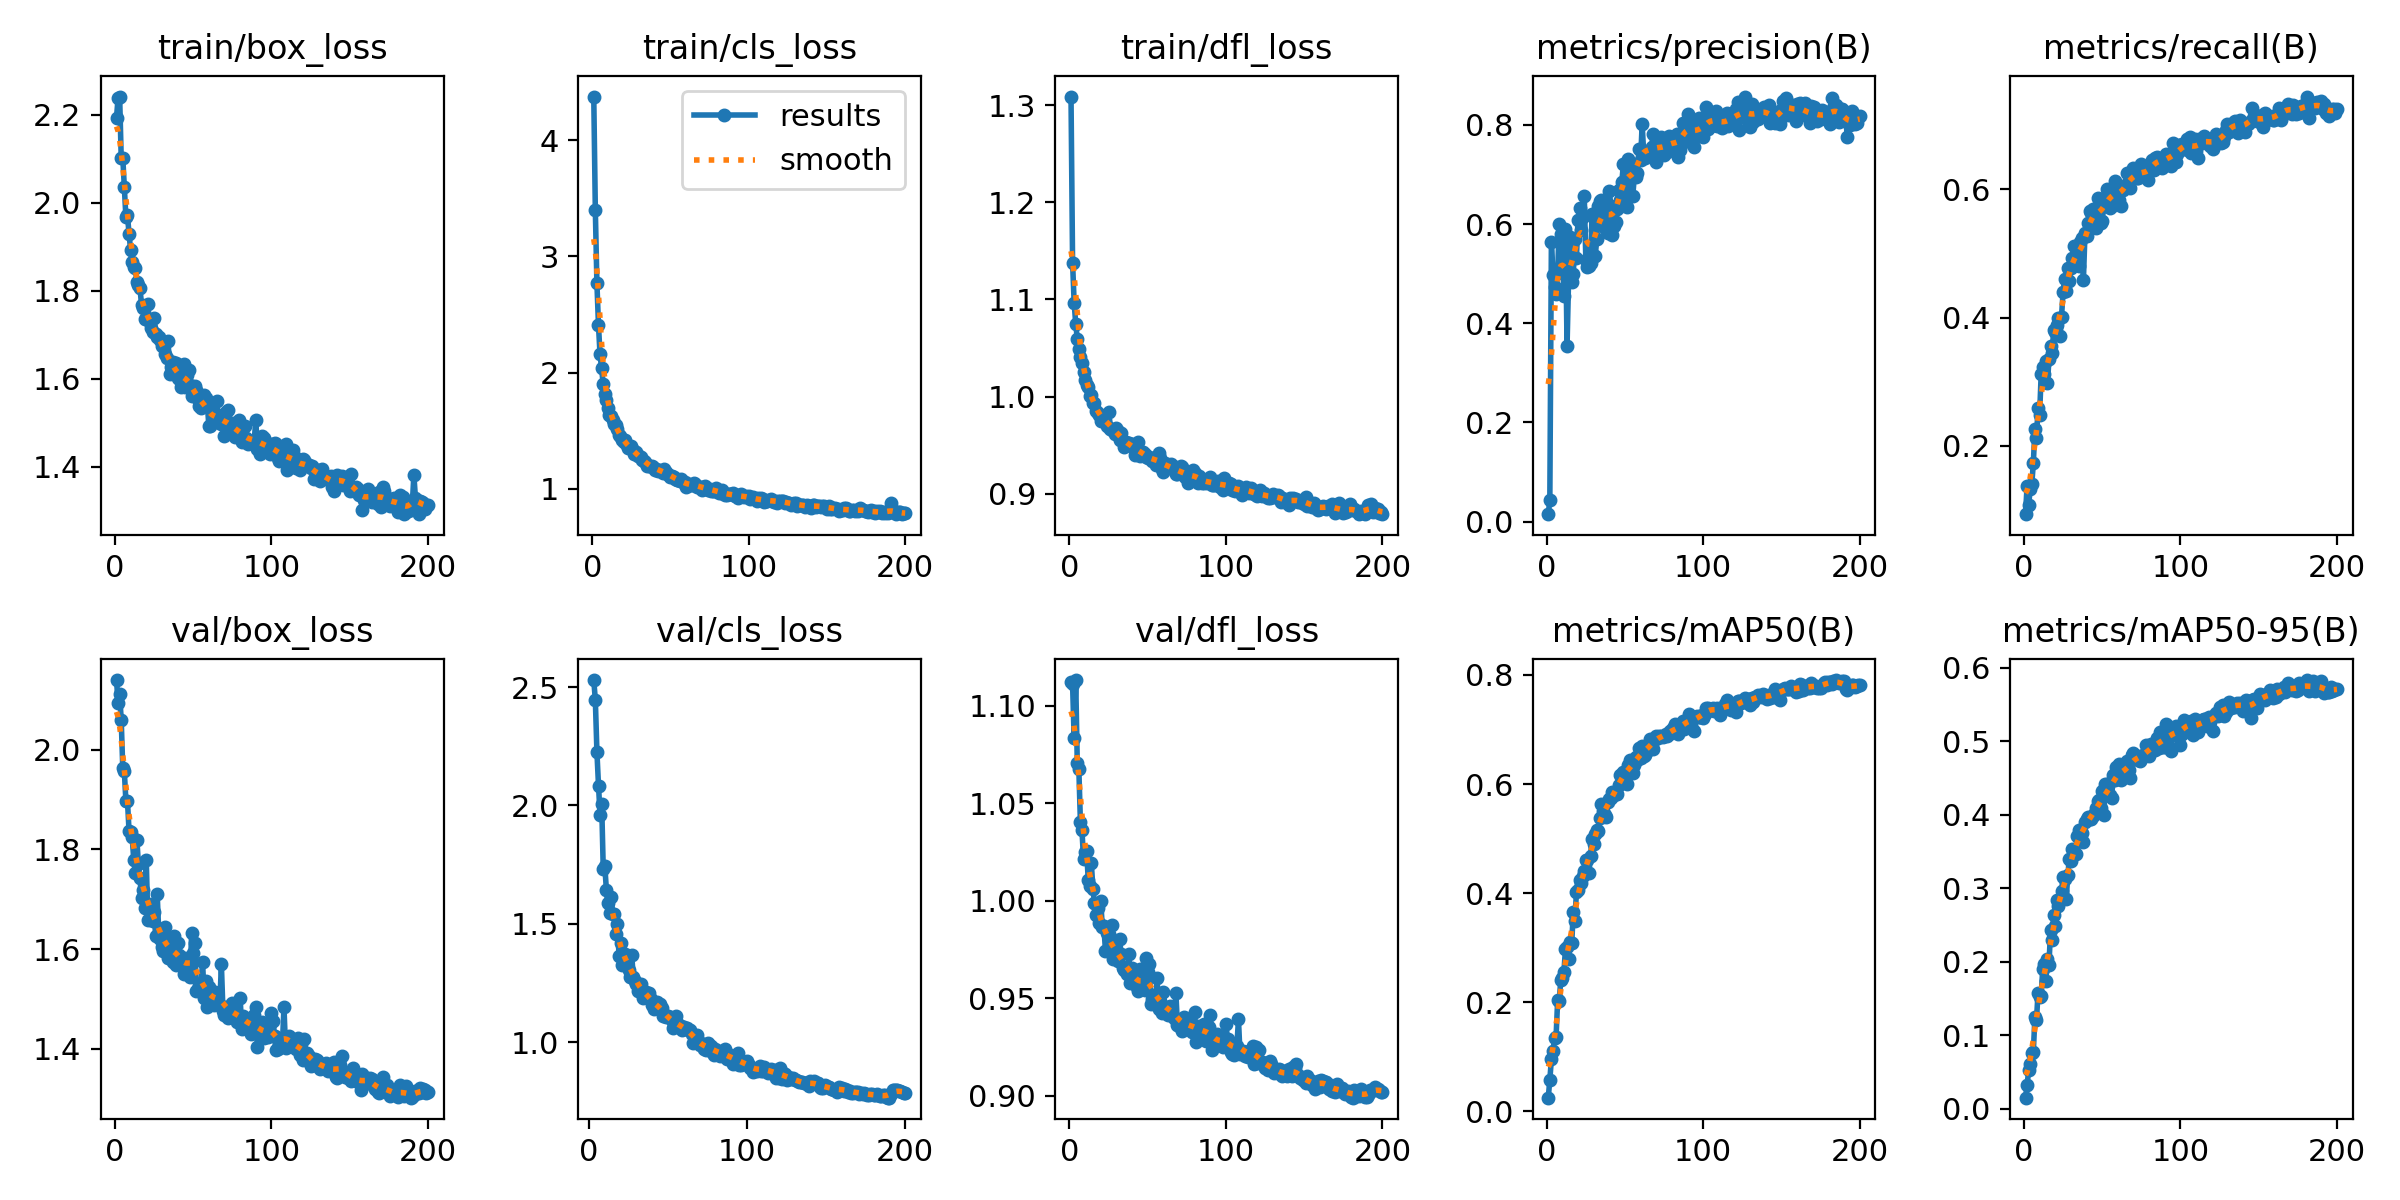 train/box_loss
2.2
2.0
1.8
1.6
1.4
0 100 200
train/cls_loss
results
smooth
4
3
2
1
0 100 200
train/dfl_loss
1.3
1.2
1.1
1.0
0.9
0 100 200
metrics/precision(B)
0.8
0.6
0.4
0.2
0.0
0 100 200
metrics/recall(B)
0.6
0.4
0.2
0 100 200
val/box_loss
2.0
1.8
1.6
1.4
0 100 200
val/cls_loss
2.5
2.0
1.5
1.0
0 100 200
val/dfl_loss
1.10
1.05
1.00
0.95
0.90
0 100 200
metrics/mAP50(B)
0.8
0.6
0.4
0.2
0.0
0 100 200
metrics/mAP50-95(B)
0.6
0.5
0.4
0.3
0.2
0.1
0.0
0 100 200